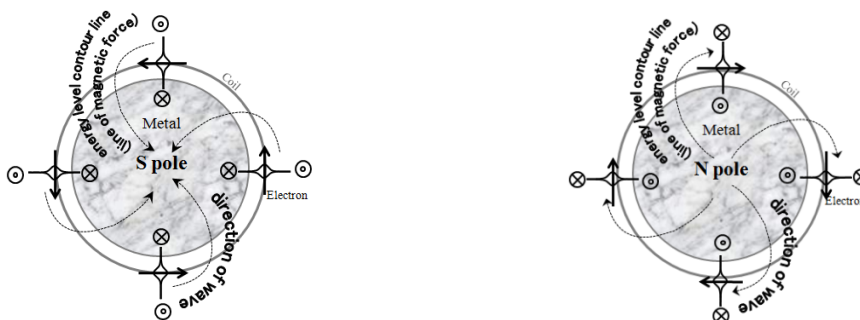 energy level contour line
(line of magnetic force)
Coil
Metal
S pole
Electron
direction of wave
energy level contour line
(line of magnetic force)
Coil
Metal
N pole
Electron
direction of wave